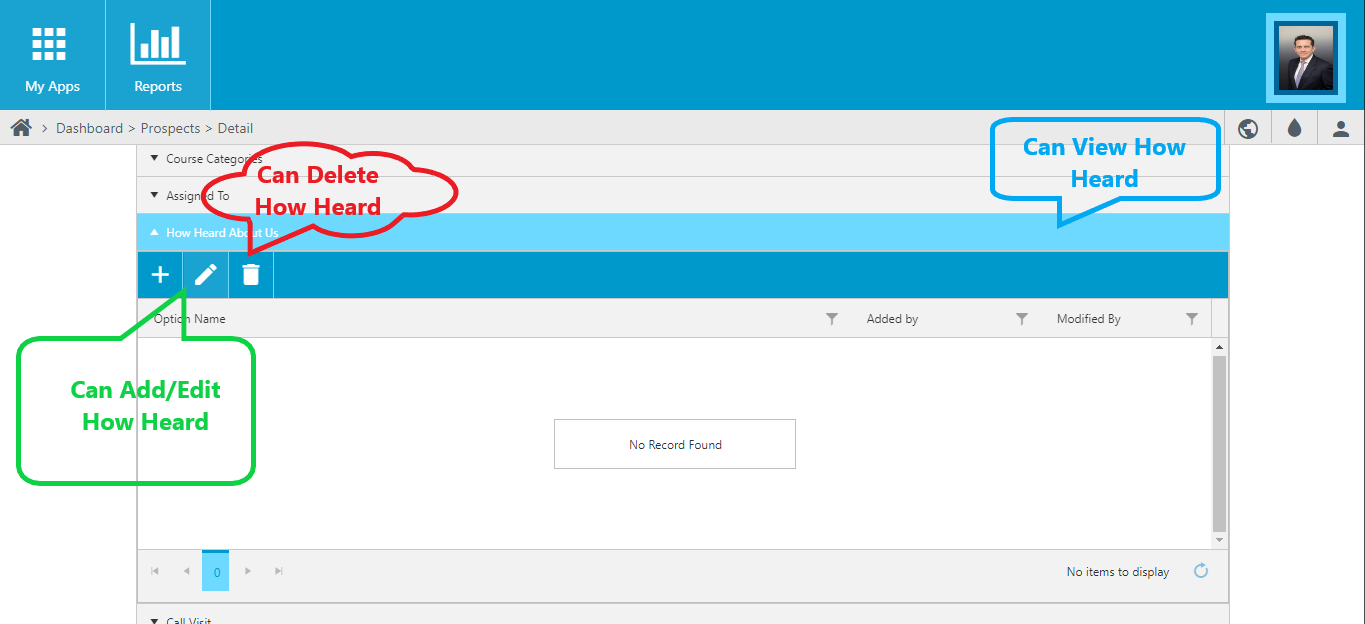 My Apps
Reports
Dashboard > Prospects > Detail
Course Categories
Can View How
Heard
Can Delete
How Heard
Assigned To
How Heard About Us
Option Name
Added by
Modified By
Can Add/Edit
How Heard
No Record Found
0
No items to display
Call Visit